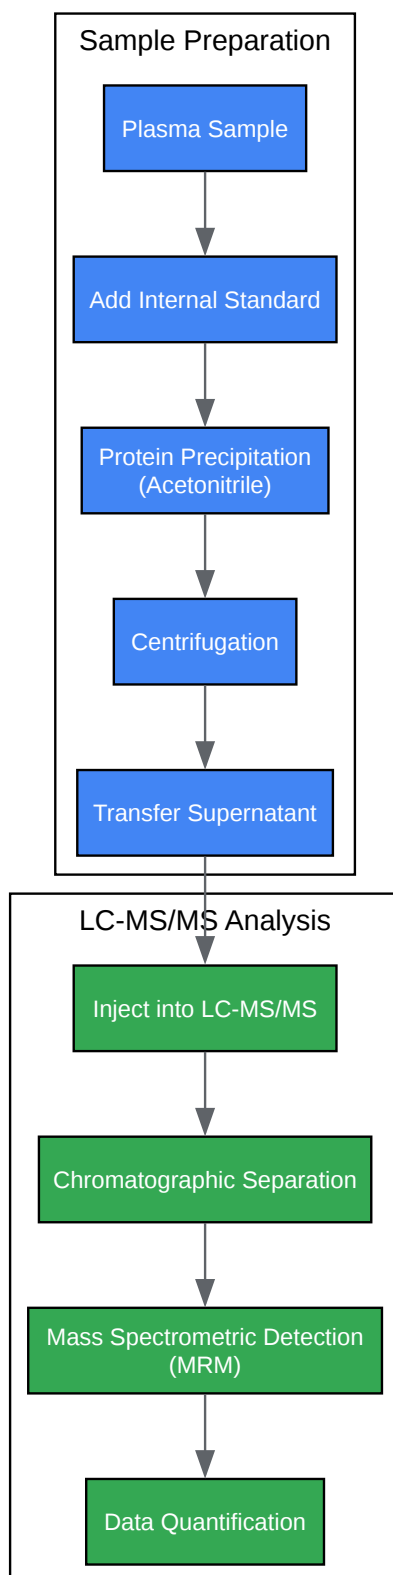 Sample Preparation
Plasma Sample
Add Internal Standard
Protein Precipitation
(Acetonitrile)
Centrifugation
Transfer Supernatant
LC-MS/MS Analysis
Inject into LC-MS/MS
Chromatographic Separation
Mass Spectrometric Detection
(MRM)
Data Quantification